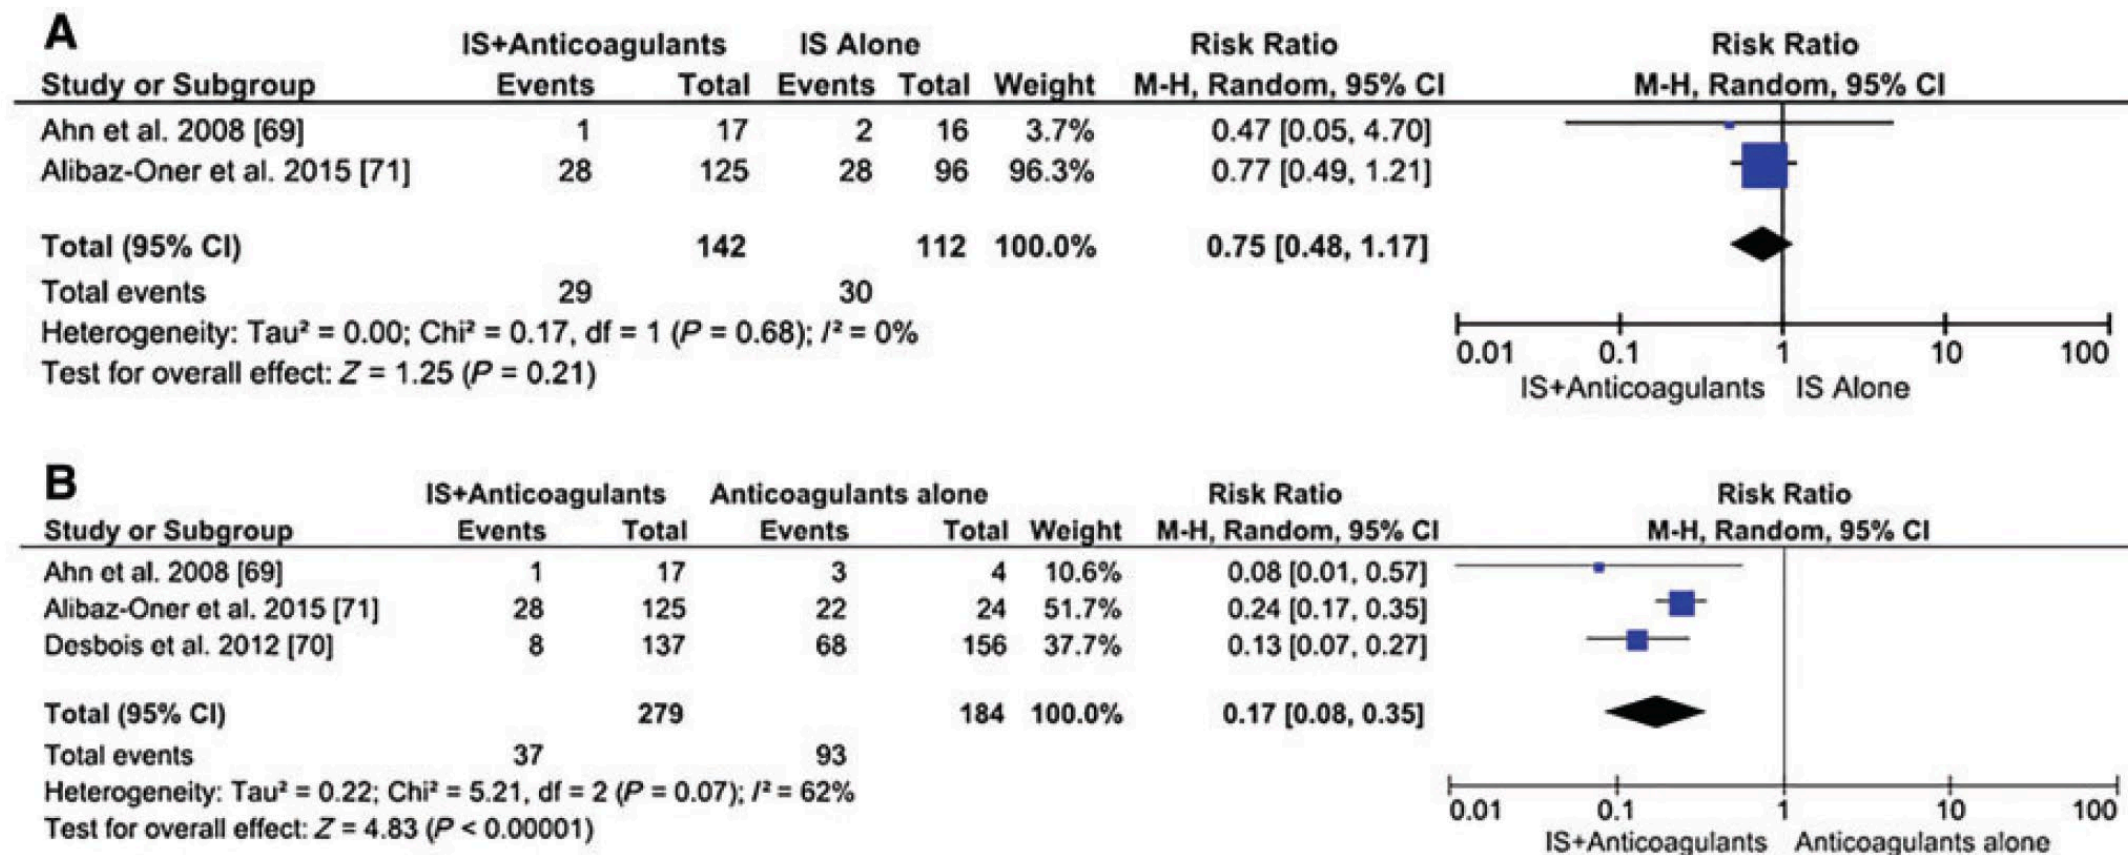 A
IS+Anticoagulants IS Alone Risk Ratio Risk Ratio
Study or Subgroup Events Total Events Total Weight M-H, Random, 95% CI M-H, Random, 95% CI
Ahn et al. 2008 [69] 1 17 2 16 3.7% 0.47 [0.05, 4.70]
Alibaz-Oner et al. 2015 [71] 28 125 28 96 96.3% 0.77 [0.49, 1.21]
Total (95% CI) 142 112 100.0% 0.75 [0.48, 1.17]
Total events 29 30
Heterogeneity: Tau² = 0.00; Chi² = 0.17, df = 1 (P = 0.68); I² = 0%
Test for overall effect: Z = 1.25 (P = 0.21)
0.01 0.1 1 10 100
IS+Anticoagulants IS Alone
B
IS+Anticoagulants Anticoagulants alone Risk Ratio Risk Ratio
Study or Subgroup Events Total Events Total Weight M-H, Random, 95% CI M-H, Random, 95% CI
Ahn et al. 2008 [69] 1 17 3 4 10.6% 0.08 [0.01, 0.57]
Alibaz-Oner et al. 2015 [71] 28 125 22 24 51.7% 0.24 [0.17, 0.35]
Desbois et al. 2012 [70] 8 137 68 156 37.7% 0.13 [0.07, 0.27]
Total (95% CI) 279 184 100.0% 0.17 [0.08, 0.35]
Total events 37 93
Heterogeneity: Tau² = 0.22; Chi² = 5.21, df = 2 (P = 0.07); I² = 62%
Test for overall effect: Z = 4.83 (P < 0.00001)
0.01 0.1 1 10 100
IS+Anticoagulants Anticoagulants alone